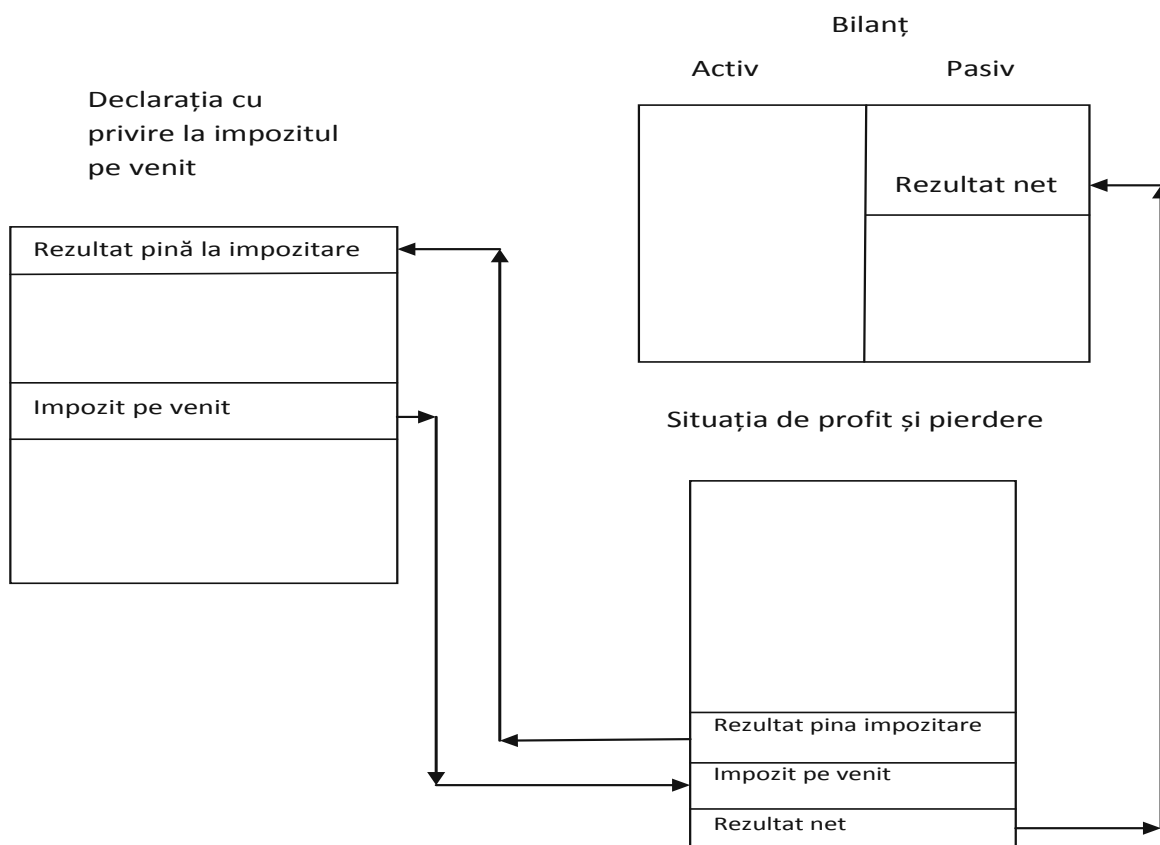 Bilanț
Activ Pasiv
Declarația cu
privire la impozitul
pe venit
Rezultat net
Rezultat pină la impozitare
Impozit pe venit
Situația de profit și pierdere
Rezultat pina impozitare
Impozit pe venit
Rezultat net